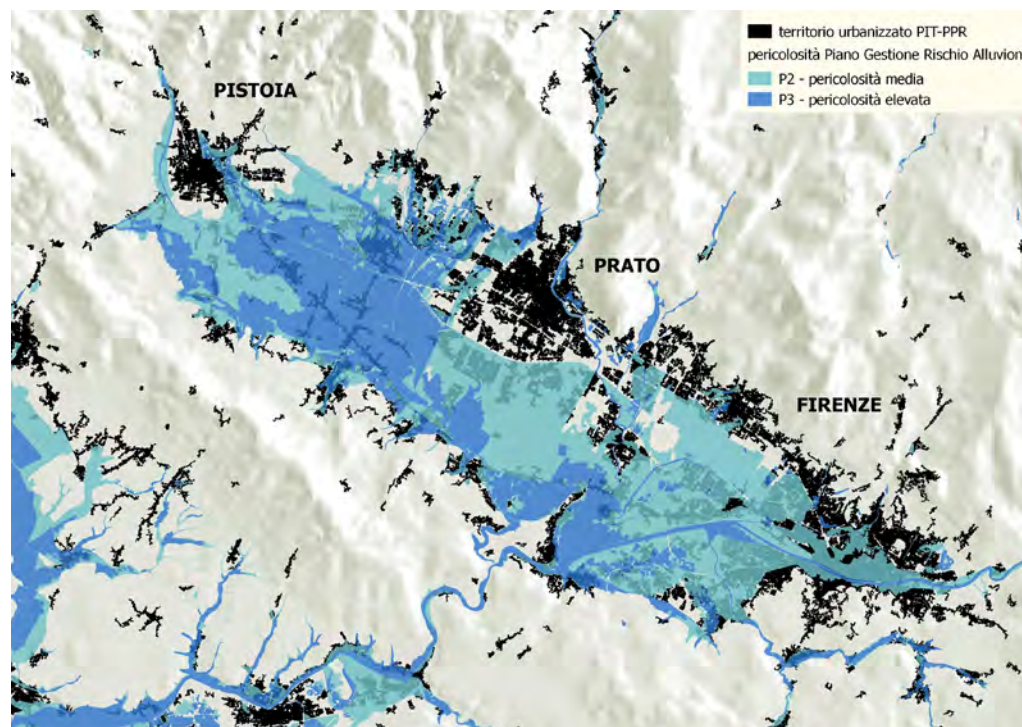 territorio urbanizzato PIT-PPR
pericolosità Piano Gestione Rischio Alluvion
P2 - pericolosità media
P3 - pericolosità elevata
PISTOIA
PRATO
FIRENZE